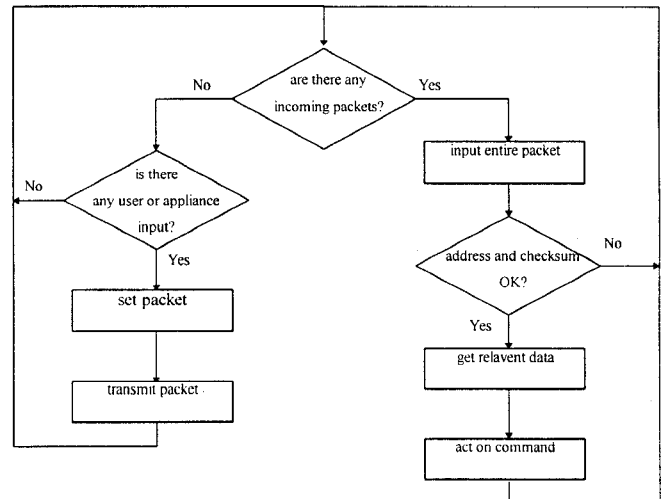 are there any
incoming packets?
No
Yes
is there
any user or appliance
input?
No
Yes
set packet
transmit packet
input entire packet
address and checksum
OK?
No
Yes
get relavent data
act on command